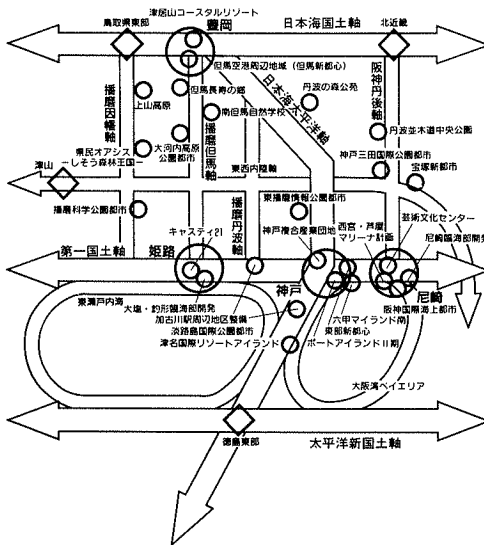 津居山コースタルリゾート
鳥取県東部
豊岡
日本海国土軸
北近畿
但馬空港周辺地域（但馬新都心）
但馬長寿の郷
上山高原
播磨因幡軸
南但馬自然学校
播磨但馬軸
日本海太平洋軸
丹波の森公苑
阪神丹後軸
丹波並木道中央公園
県民オアシス
－しそう森林王国－
大河内高原
公園都市
神戸三田国際公園都市
津山
東西内陸軸
宝塚新都市
播磨科学公園都市
播磨丹波軸
東播磨情報公園都市
キャスティ21
神戸複合産業団地
西宮・芦屋
マリーナ計画
芸術文化センター
尼崎臨海部開発
第一国土軸
姫路
神戸
尼崎
東瀬戸内海
大塩・的形臨海部開発
加古川駅周辺地区整備
淡路島国際公園都市
津名国際リゾートアイランド
六甲アイランド南
東部新都心
ポートアイランドⅡ期
阪神国際海上都市
大阪湾ベイエリア
徳島東部
太平洋新国土軸